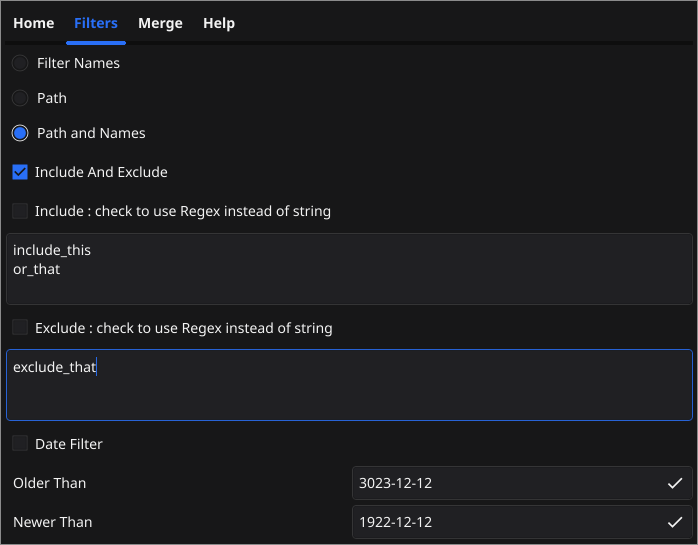 Home Filters Merge Help
Filter Names
Path
Path and Names
Include And Exclude
Include : check to use Regex instead of string
include_this
or_that
Exclude : check to use Regex instead of string
exclude_that
Date Filter
Older Than 3023-12-12
Newer Than 1922-12-12